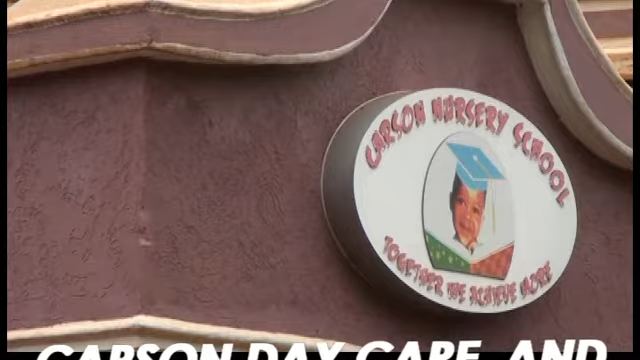 CARSON NURSERY SCHOOL
TOGETHER WE ACHIEVE MORE
CARSON DAY CARE AND